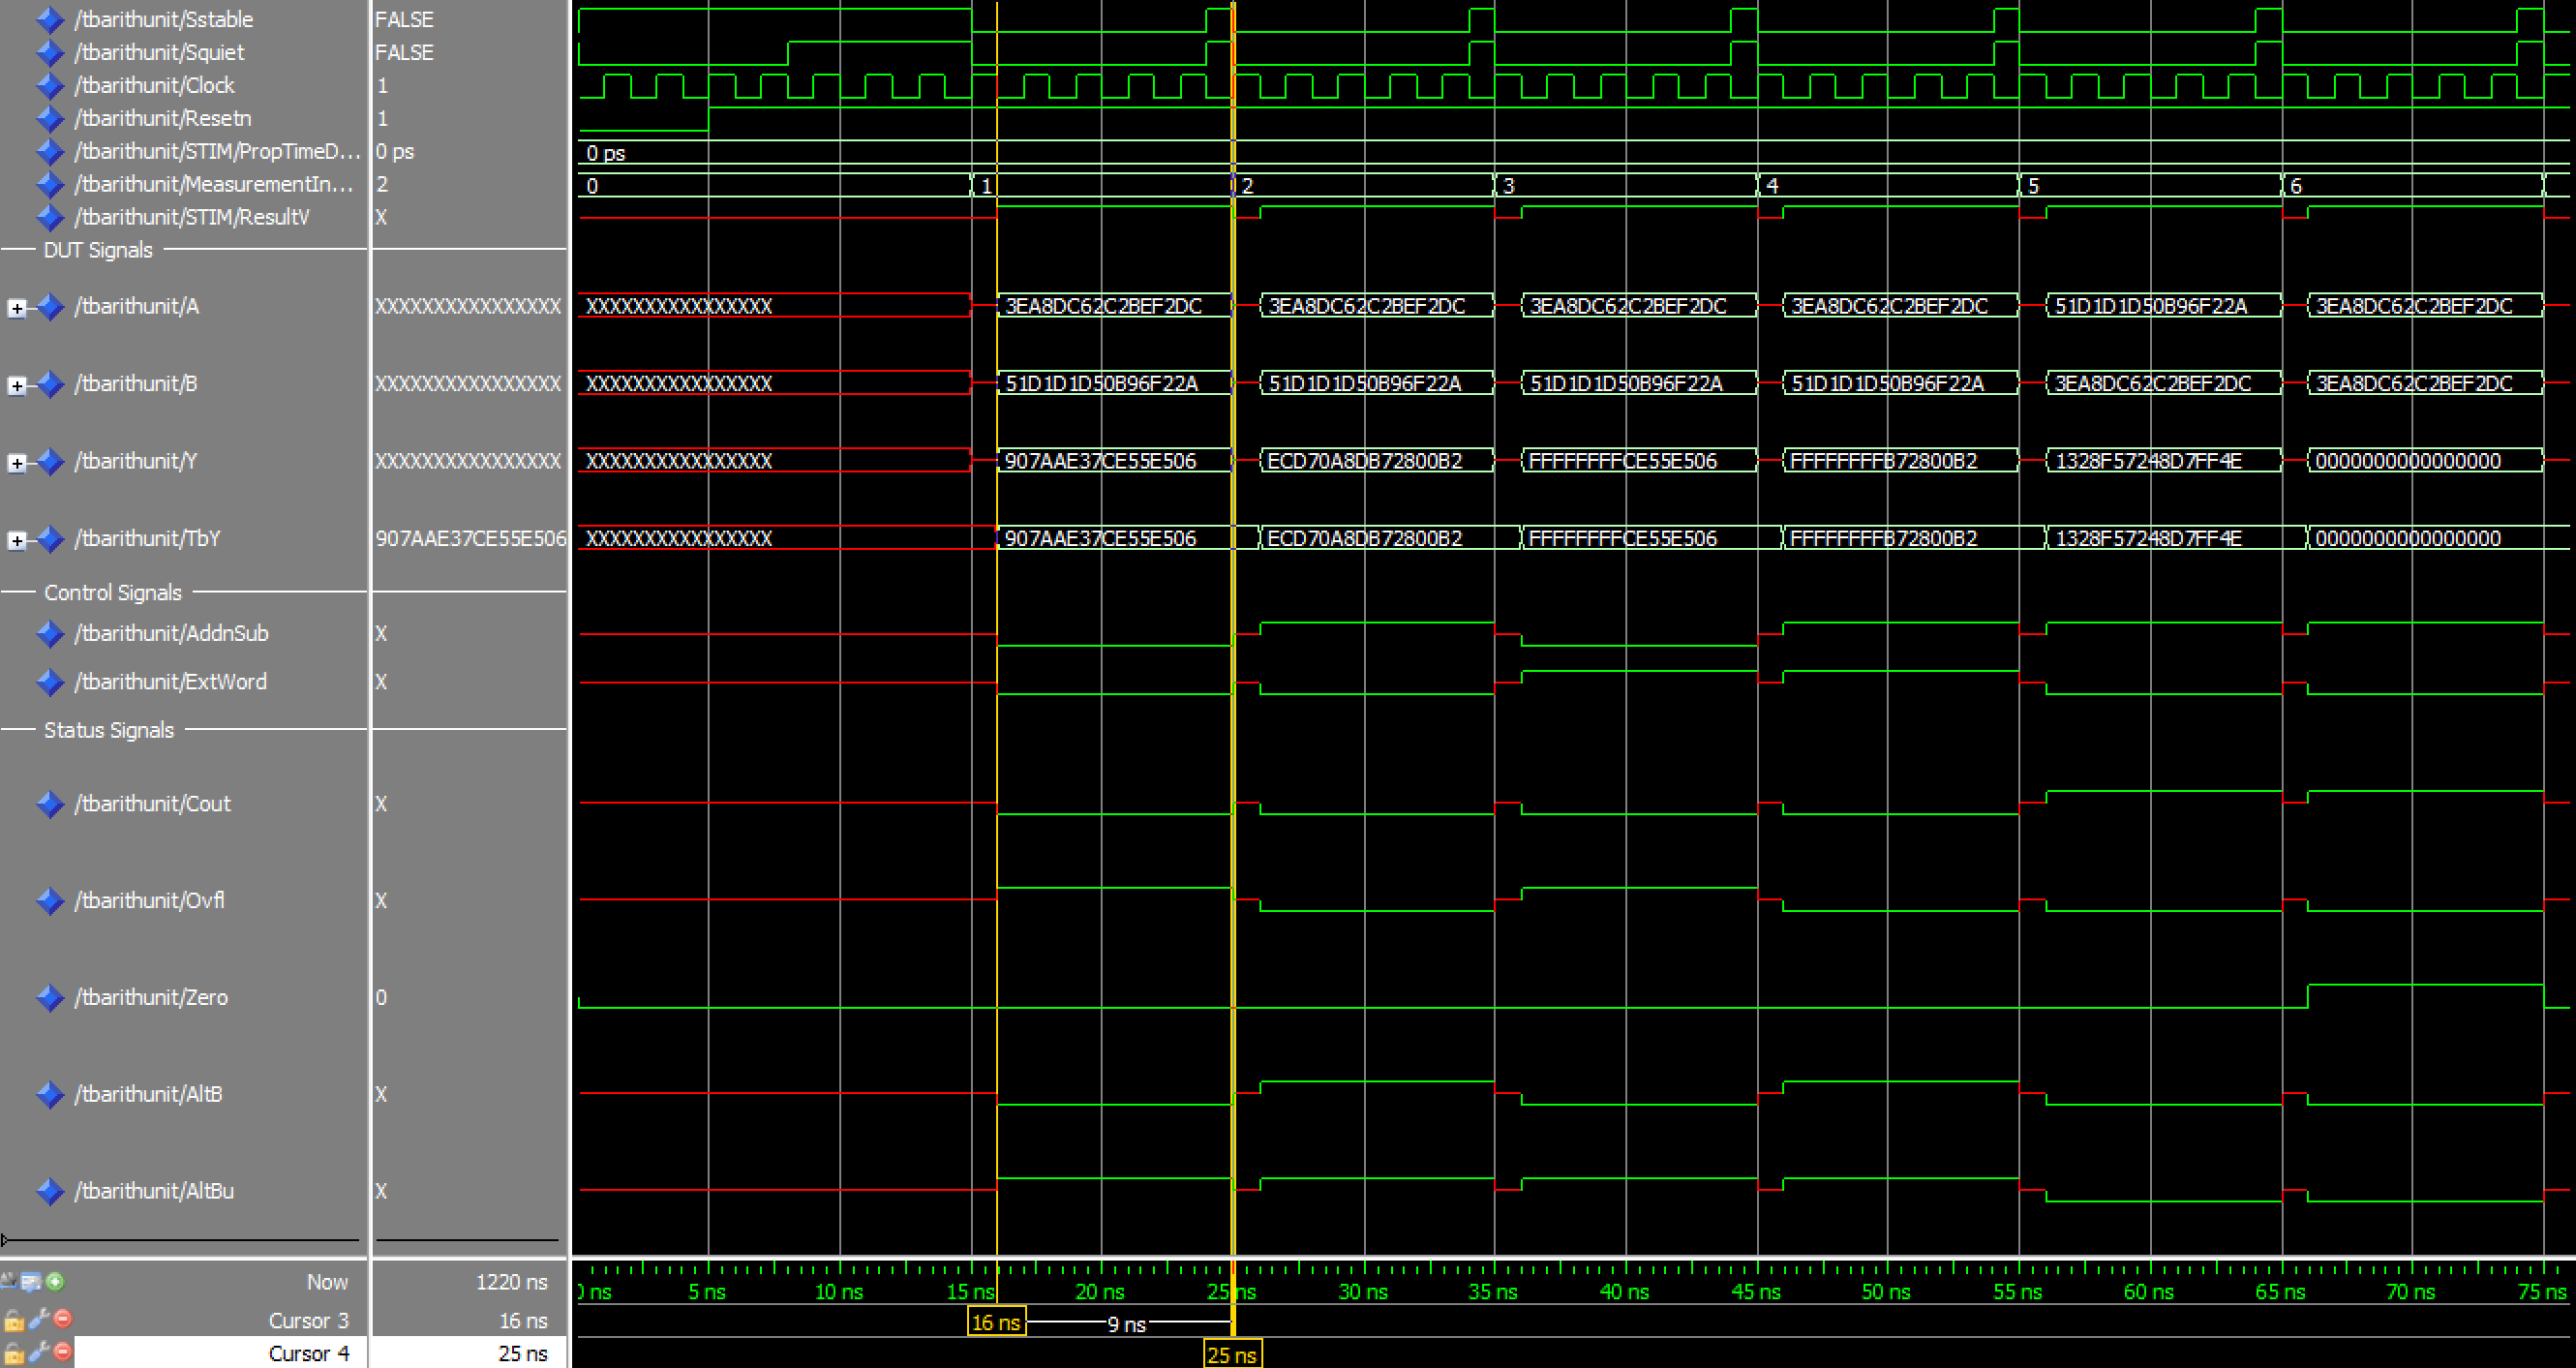 /tbarithunit/Sstable FALSE
/tbarithunit/Squiet FALSE
/tbarithunit/Clock 1
/tbarithunit/Resetn 1
/tbarithunit/STIM/PropTimeD... 0 ps 0 ps
/tbarithunit/MeasurementIn... 2 0 1 2 3 4 5 6
/tbarithunit/STIM/ResultV X
DUT Signals
/tbarithunit/A XXXXXXXXXXXXXXXX XXXXXXXXXXXXXXXX 3EA8DC62C2BEF2DC 3EA8DC62C2BEF2DC 3EA8DC62C2BEF2DC 3EA8DC62C2BEF2DC 51D1D1D50B96F22A 3EA8DC62C2BEF2DC
/tbarithunit/B XXXXXXXXXXXXXXXX XXXXXXXXXXXXXXXX 51D1D1D50B96F22A 51D1D1D50B96F22A 51D1D1D50B96F22A 51D1D1D50B96F22A 3EA8DC62C2BEF2DC 3EA8DC62C2BEF2DC
/tbarithunit/Y XXXXXXXXXXXXXXXX XXXXXXXXXXXXXXXX 907AAE37CE55E506 ECD70A8DB72800B2 FFFFFFFFCE55E506 FFFFFFFFB72800B2 1328F57248D7FF4E 0000000000000000
/tbarithunit/TbY 907AAE37CE55E506 XXXXXXXXXXXXXXXX 907AAE37CE55E506 ECD70A8DB72800B2 FFFFFFFFCE55E506 FFFFFFFFB72800B2 1328F57248D7FF4E 0000000000000000
Control Signals
/tbarithunit/AddnSub X
/tbarithunit/ExtWord X
Status Signals
/tbarithunit/Cout X
/tbarithunit/Ovfl X
/tbarithunit/Zero 0
/tbarithunit/AltB X
/tbarithunit/AltBu X
Now 1220 ns 0 ns 5 ns 10 ns 15 ns 20 ns 25 ns 30 ns 35 ns 40 ns 45 ns 50 ns 55 ns 60 ns 65 ns 70 ns 75 ns
Cursor 3 16 ns 16 ns 9 ns
Cursor 4 25 ns 25 ns